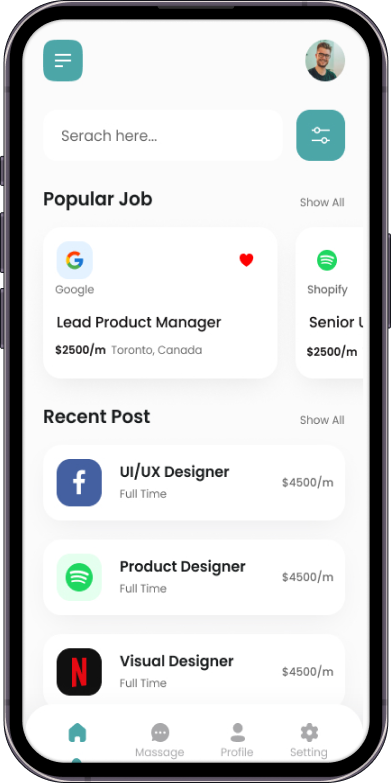 Serach here...
Popular Job
Show All
Google
Shopify
Lead Product Manager
Senior U
$2500/m Toronto, Canada
$2500/m
Recent Post
Show All
UI/UX Designer
Full Time
$4500/m
Product Designer
Full Time
$4500/m
Visual Designer
Full Time
$4500/m
Massage
Profile
Setting